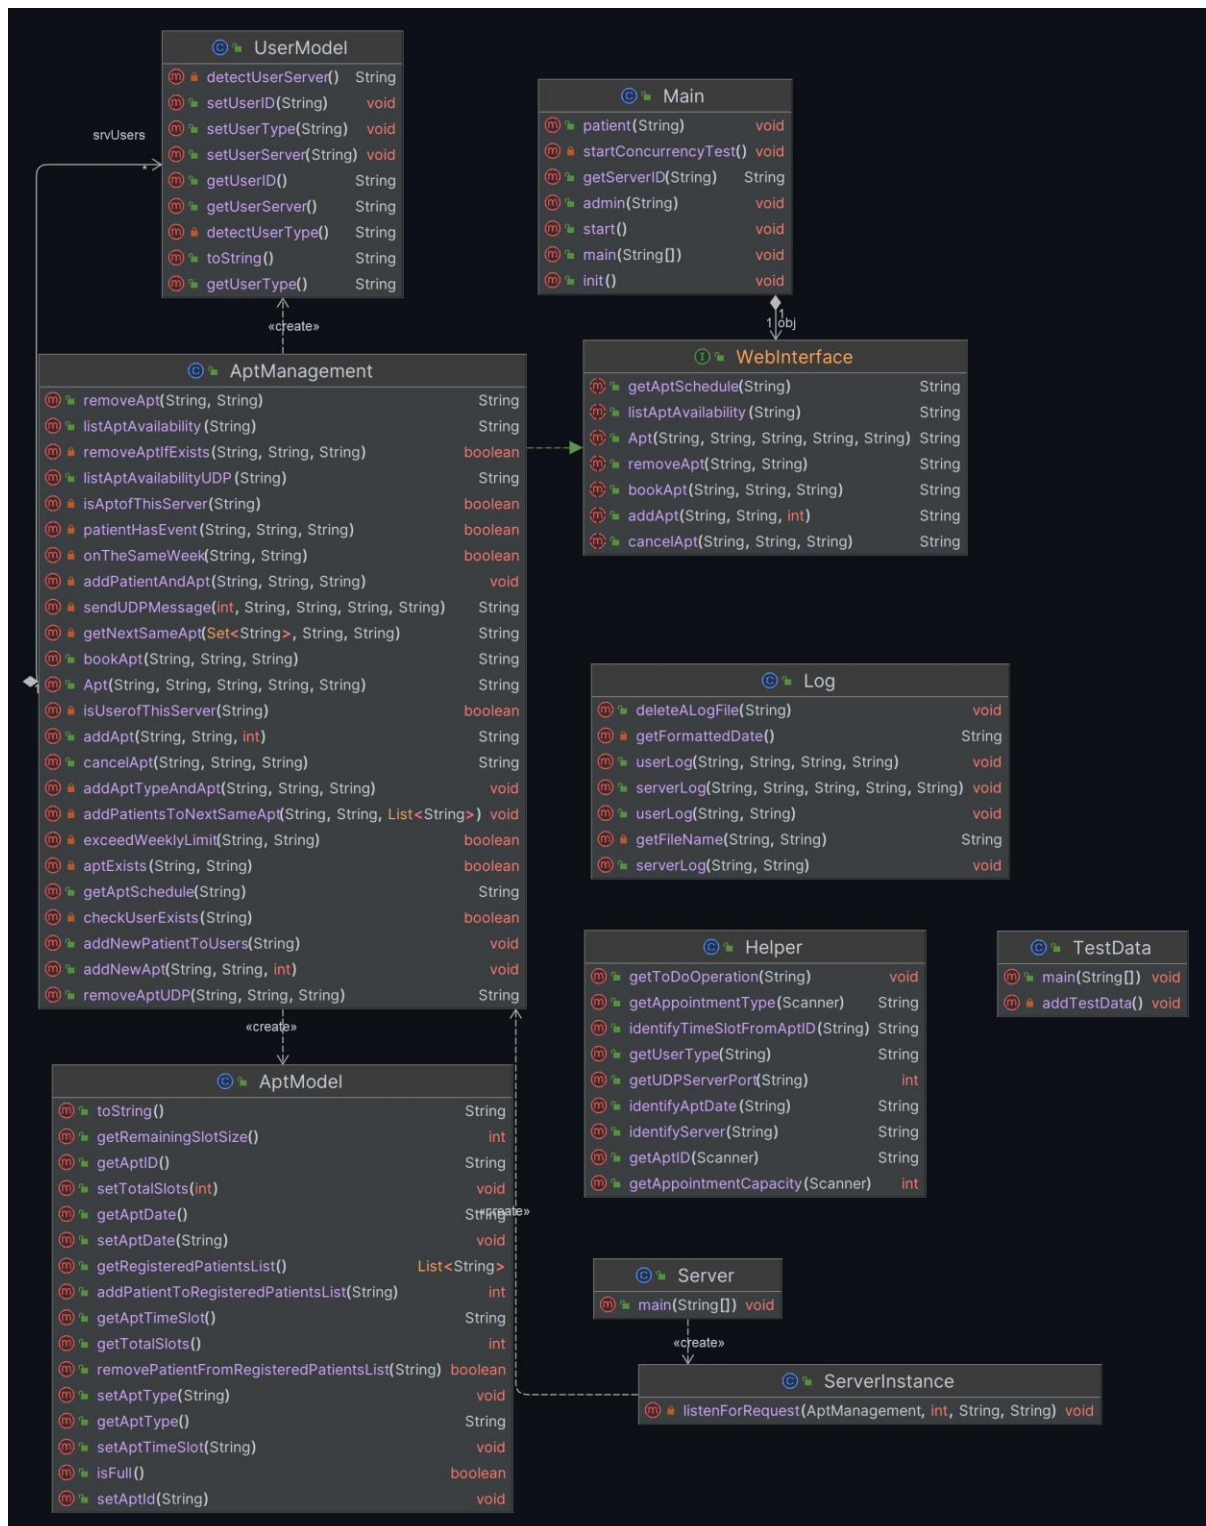 UserModel
detectUserServer() String
setUserID(String) void
setUserType(String) void
setUserServer(String) void
getUserID() String
getUserServer() String
detectUserType() String
toString() String
getUserType() String
srvUsers
*
1
«create»
Main
patient(String) void
startConcurrencyTest() void
getServerID(String) String
admin(String) void
start() void
main(String[]) void
init() void
1
1 obj
WebInterface
getAptSchedule(String) String
listAptAvailability(String) String
Apt(String, String, String, String, String) String
removeApt(String, String) String
bookApt(String, String, String) String
addApt(String, String, int) String
cancelApt(String, String, String) String
AptManagement
removeApt(String, String) String
listAptAvailability(String) String
removeAptIfExists(String, String, String) boolean
listAptAvailabilityUDP(String) String
isAptofThisServer(String) boolean
patientHasEvent(String, String, String) boolean
onTheSameWeek(String, String) boolean
addPatientAndApt(String, String, String) void
sendUDPMessage(int, String, String, String, String) String
getNextSameApt(Set<String>, String, String) String
bookApt(String, String, String) String
Apt(String, String, String, String, String) String
isUserofThisServer(String) boolean
addApt(String, String, int) String
cancelApt(String, String, String) String
addAptTypeAndApt(String, String, String) void
addPatientsToNextSameApt(String, String, List<String>) void
exceedWeeklyLimit(String, String) boolean
aptExists(String, String) boolean
getAptSchedule(String) String
checkUserExists(String) boolean
addNewPatientToUsers(String) void
addNewApt(String, String, int) void
removeAptUDP(String, String, String) String
«create»
Log
deleteALogFile(String) void
getFormattedDate() String
userLog(String, String, String, String) void
serverLog(String, String, String, String, String) void
userLog(String, String) void
getFileName(String, String) String
serverLog(String, String) void
Helper
getToDoOperation(String) void
getAppointmentType(Scanner) String
identifyTimeSlotFromAptID(String) String
getUserType(String) String
getUDPServerPort(String) int
identifyAptDate(String) String
identifyServer(String) String
getAptID(Scanner) String
getAppointmentCapacity(Scanner) int
TestData
main(String[]) void
addTestData() void
AptModel
toString() String
getRemainingSlotSize() int
getAptID() String
setTotalSlots(int) void
getAptDate() String
setAptDate(String) void
getRegisteredPatientsList() List<String>
addPatientToRegisteredPatientsList(String) int
getAptTimeSlot() String
getTotalSlots() int
removePatientFromRegisteredPatientsList(String) boolean
setAptType(String) void
getAptType() String
setAptTimeSlot(String) void
isFull() boolean
setAptId(String) void
«create»
Server
main(String[]) void
«create»
ServerInstance
listenForRequest(AptManagement, int, String, String) void